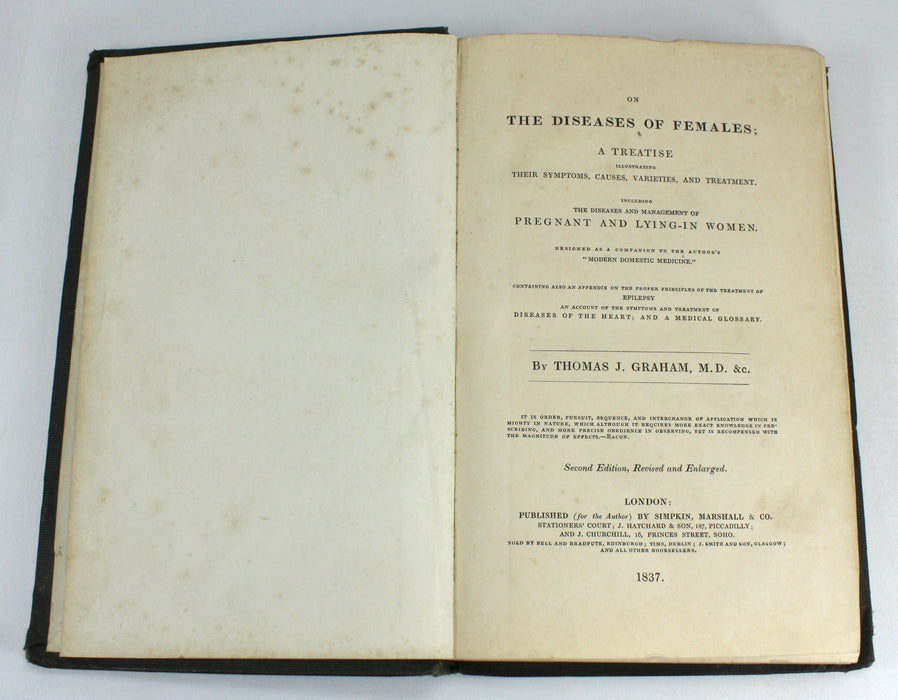 ON
THE DISEASES OF FEMALES;
A TREATISE
ILLUSTRATING
THEIR SYMPTOMS, CAUSES, VARIETIES, AND TREATMENT.
INCLUDING
THE DISEASES AND MANAGEMENT OF
PREGNANT AND LYING-IN WOMEN.
DESIGNED AS A COMPANION TO THE AUTHOR'S
"MODERN DOMESTIC MEDICINE."
CONTAINING ALSO AN APPENDIX ON THE PROPER PRINCIPLES OF THE TREATMENT OF
EPILEPSY
AN ACCOUNT OF THE SYMPTOMS AND TREATMENT OF
DISEASES OF THE HEART; AND A MEDICAL GLOSSARY.
By THOMAS J. GRAHAM, M.D. &c.
IT IS ORDER, PURSUIT, SEQUENCE, AND INTERCHANGE OF APPLICATION WHICH IS
MIGHTY IN NATURE, WHICH ALTHOUGH IT REQUIRES MORE EXACT KNOWLEDGE IN PRE-
SCRIBING, AND MORE PRECISE OBEDIENCE IN OBSERVING, YET IS RECOMPENSED WITH
THE MAGNITUDE OF EFFECTS.—BACON.
Second Edition, Revised and Enlarged.
LONDON:
PUBLISHED (for the Author) BY SIMPKIN, MARSHALL & CO.
STATIONERS' COURT; J. HATCHARD & SON, 187, PICCADILLY;
AND J. CHURCHILL, 16, PRINCES STREET, SOHO.
SOLD BY BELL AND BRADFUTE, EDINBURGH; TIMS, DUBLIN; J. SMITH AND SON, GLASGOW;
AND ALL OTHER BOOKSELLERS.
1837.